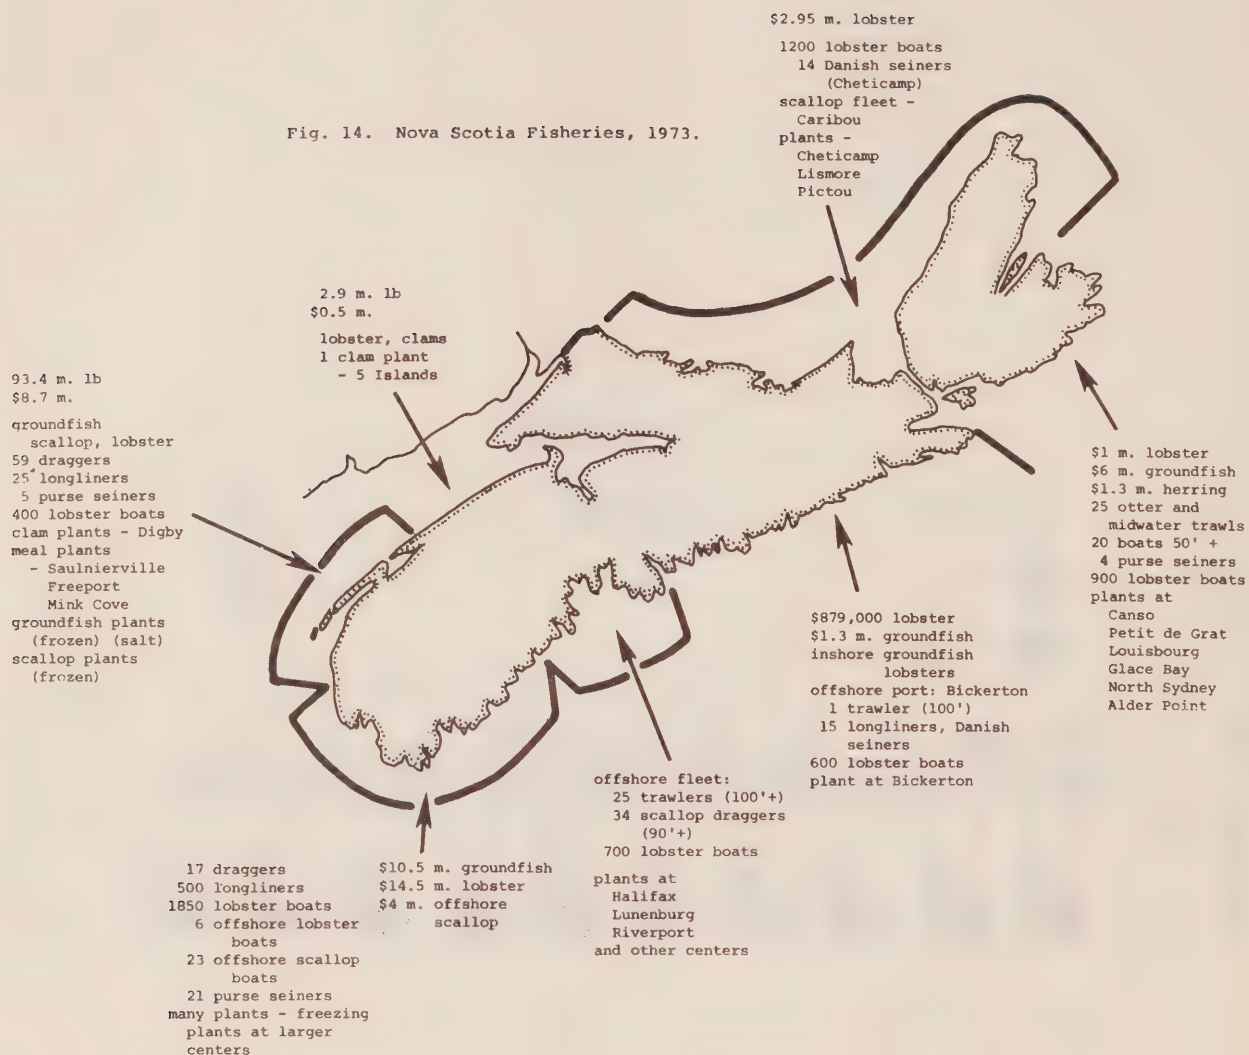 Fig. 14. Nova Scotia Fisheries, 1973.
$2.95 m. lobster
1200 lobster boats
14 Danish seiners
(Cheticamp)
scallop fleet -
Caribou
plants -
Cheticamp
Lismore
Pictou
2.9 m. lb
$0.5 m.
lobster, clams
1 clam plant
- 5 Islands
93.4 m. lb
$8.7 m.
groundfish
scallop, lobster
59 draggers
25 longliners
5 purse seiners
400 lobster boats
clam plants - Digby
meal plants
- Saulnierville
Freeport
Mink Cove
groundfish plants
(frozen) (salt)
scallop plants
(frozen)
$1 m. lobster
$6 m. groundfish
$1.3 m. herring
25 otter and
midwater trawls
20 boats 50' +
4 purse seiners
900 lobster boats
plants at
Canso
Petit de Grat
Louisbourg
Glace Bay
North Sydney
Alder Point
$879,000 lobster
$1.3 m. groundfish
inshore groundfish
lobsters
offshore port: Bickerton
1 trawler (100')
15 longliners, Danish
seiners
600 lobster boats
plant at Bickerton
offshore fleet:
25 trawlers (100'+)
34 scallop draggers
(90'+)
700 lobster boats
plants at
Halifax
Lunenburg
Riverport
and other centers
$10.5 m. groundfish
$14.5 m. lobster
$4 m. offshore
scallop
17 draggers
500 longliners
1850 lobster boats
6 offshore lobster
boats
23 offshore scallop
boats
21 purse seiners
many plants - freezing
plants at larger
centers